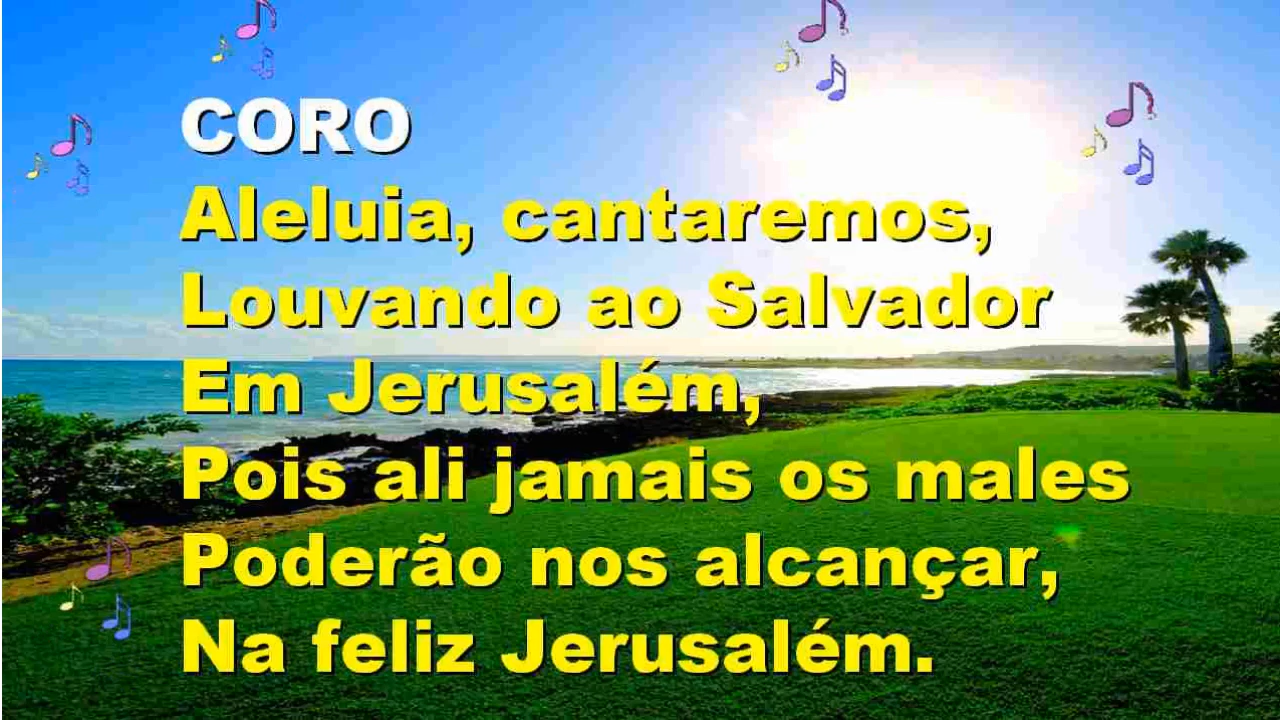 CORO
Aleluia, cantaremos,
Louvando ao Salvador
Em Jerusalém,
Pois ali jamais os males
Poderão nos alcançar,
Na feliz Jerusalém.